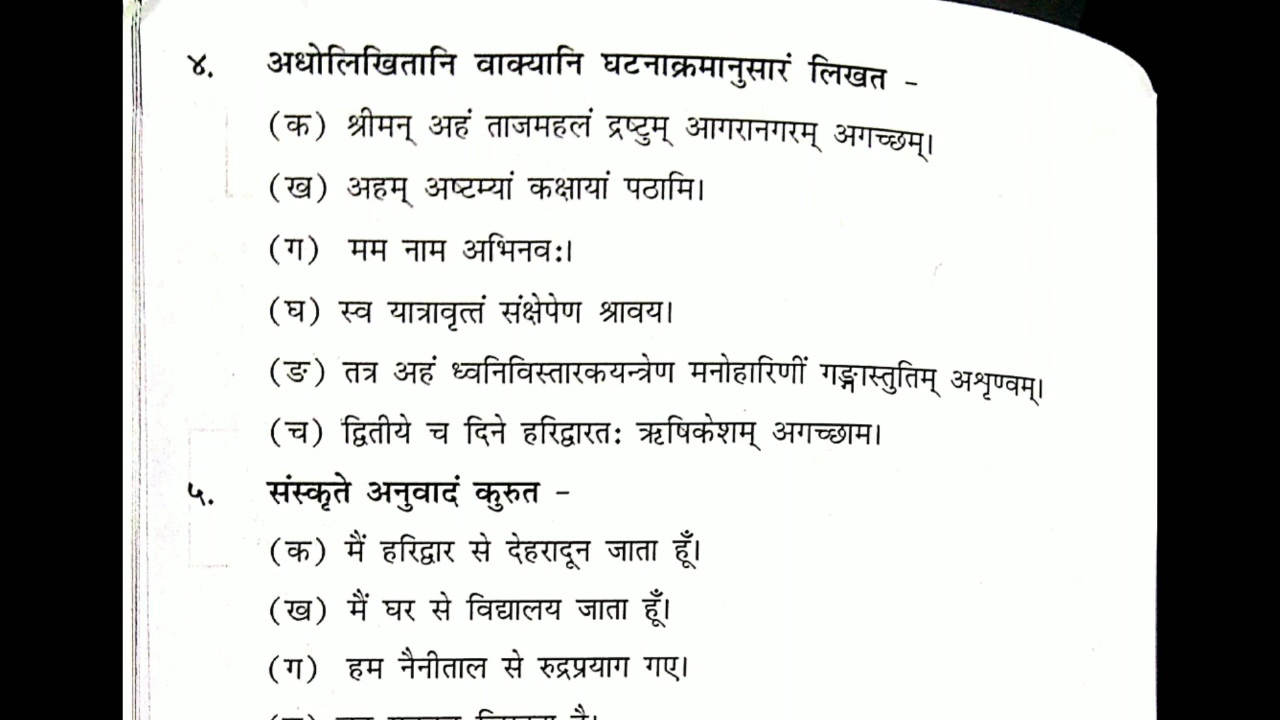 ४. अधोलिखितानि वाक्यानि घटनाक्रमानुसारं लिखत -
(क) श्रीमन् अहं ताजमहलं द्रष्टुम् आगरानगरम् अगच्छम्।
(ख) अहम् अष्टम्यां कक्षायां पठामि।
(ग) मम नाम अभिनवः।
(घ) स्व यात्रावृत्तं संक्षेपेण श्रावय।
(ङ) तत्र अहं ध्वनिविस्तारकयन्त्रेण मनोहारिणीं गङ्गास्तुतिम् अशृण्वम्।
(च) द्वितीये च दिने हरिद्वारतः ऋषिकेशम् अगच्छाम।
५. संस्कृते अनुवादं कुरुत -
(क) मैं हरिद्वार से देहरादून जाता हूँ।
(ख) मैं घर से विद्यालय जाता हूँ।
(ग) हम नैनीताल से रुद्रप्रयाग गए।